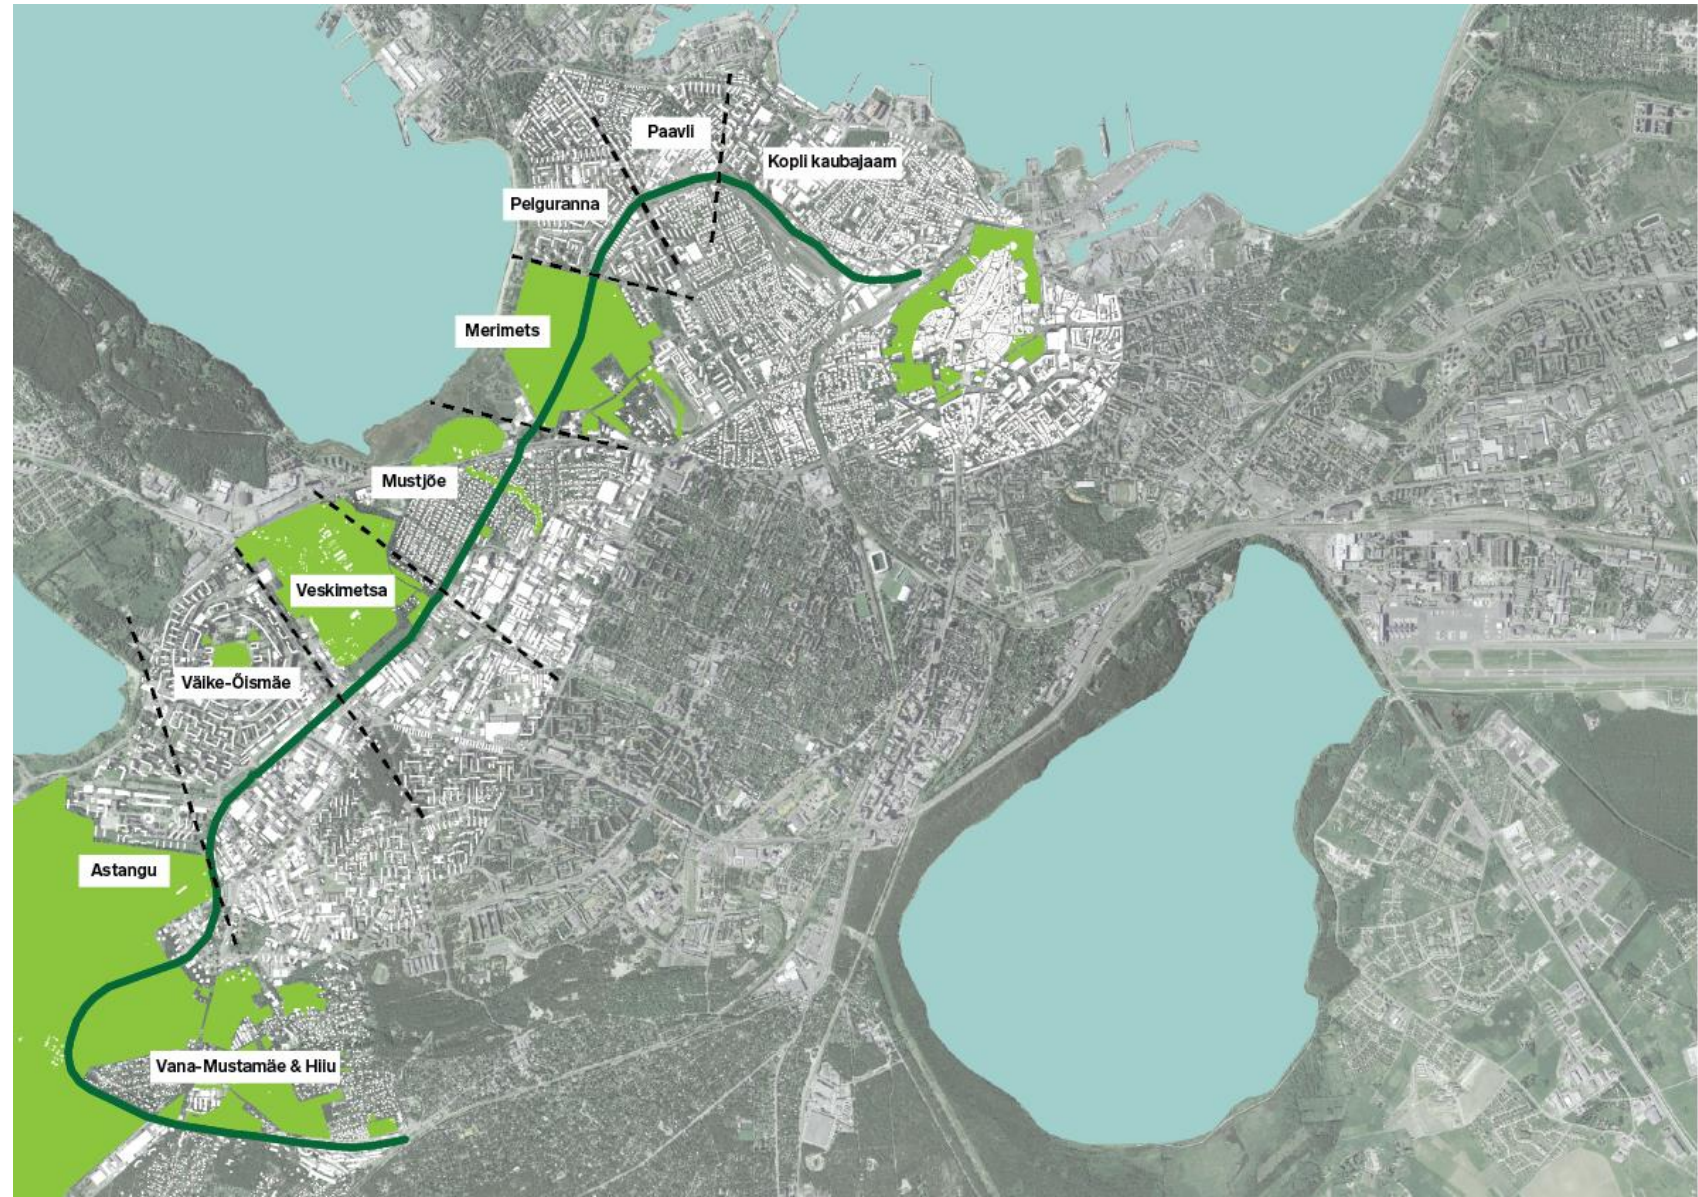 Paavli
Kopli kaubajaam
Pelguranna
Merimets
Mustjõe
Veskimetsa
Väike-Õismäe
Astangu
Vana-Mustamäe & Hiiu